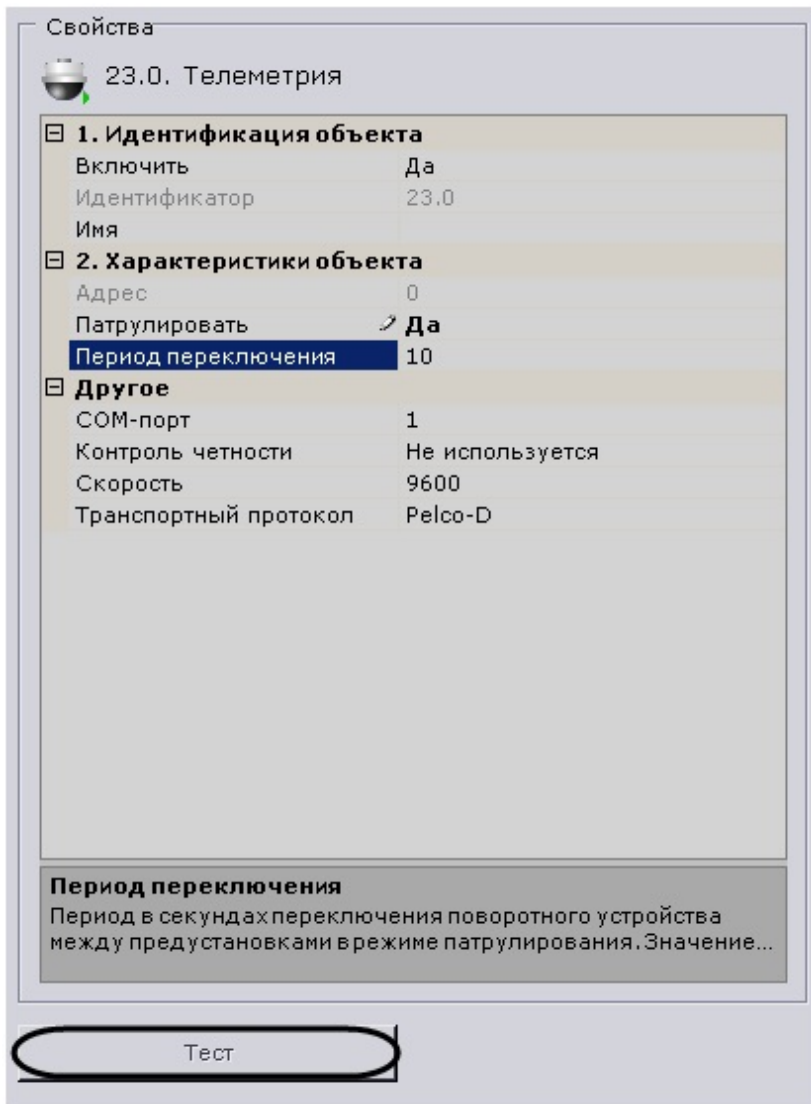 Свойства
23.0. Телеметрия
1. Идентификация объекта
Включить Да
Идентификатор 23.0
Имя
2. Характеристики объекта
Адрес 0
Патрулировать Да
Период переключения 10
Другое
COM-порт 1
Контроль четности Не используется
Скорость 9600
Транспортный протокол Pelco-D
Период переключения
Период в секундах переключения поворотного устройства
между предустановками в режиме патрулирования. Значение...
Тест